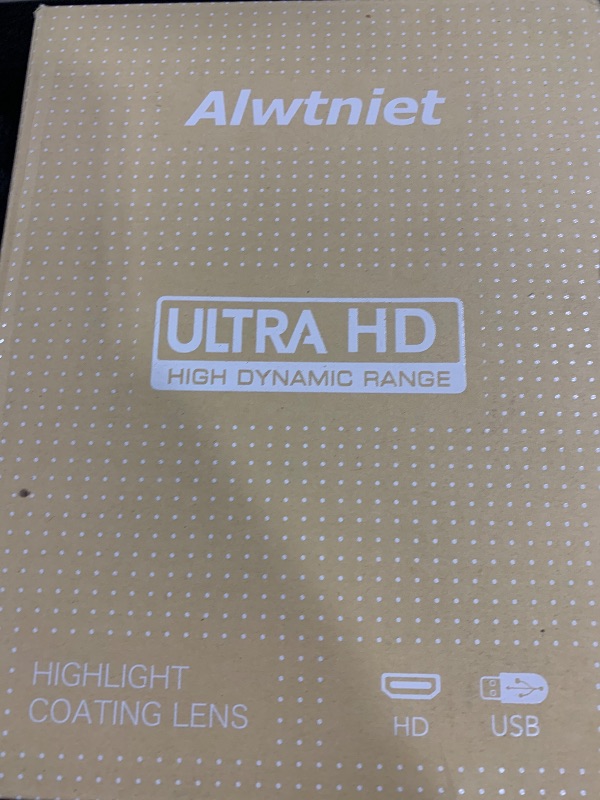 Alwtniet
ULTRA HD
HIGH DYNAMIC RANGE
HIGHLIGHT
COATING LENS
HD
USB